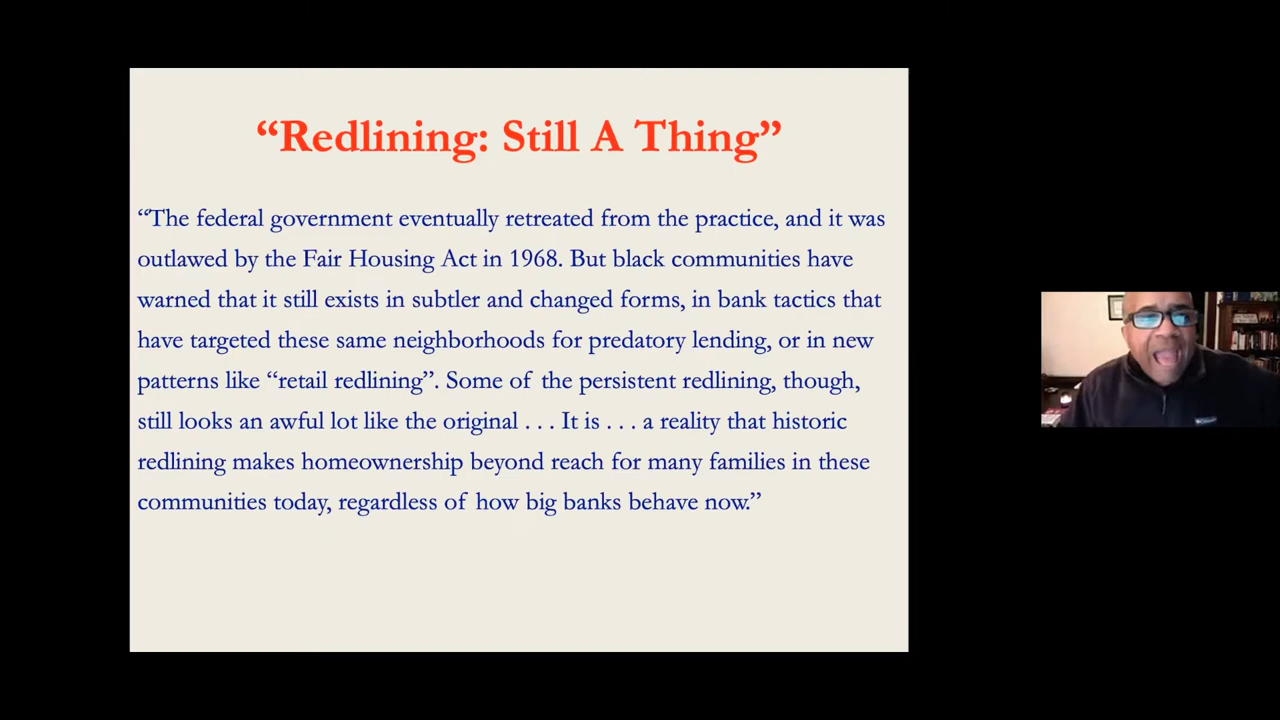 “Redlining: Still A Thing”
“The federal government eventually retreated from the practice, and it was
outlawed by the Fair Housing Act in 1968. But black communities have
warned that it still exists in subtler and changed forms, in bank tactics that
have targeted these same neighborhoods for predatory lending, or in new
patterns like “retail redlining”. Some of the persistent redlining, though,
still looks an awful lot like the original . . . It is . . . a reality that historic
redlining makes homeownership beyond reach for many families in these
communities today, regardless of how big banks behave now.”